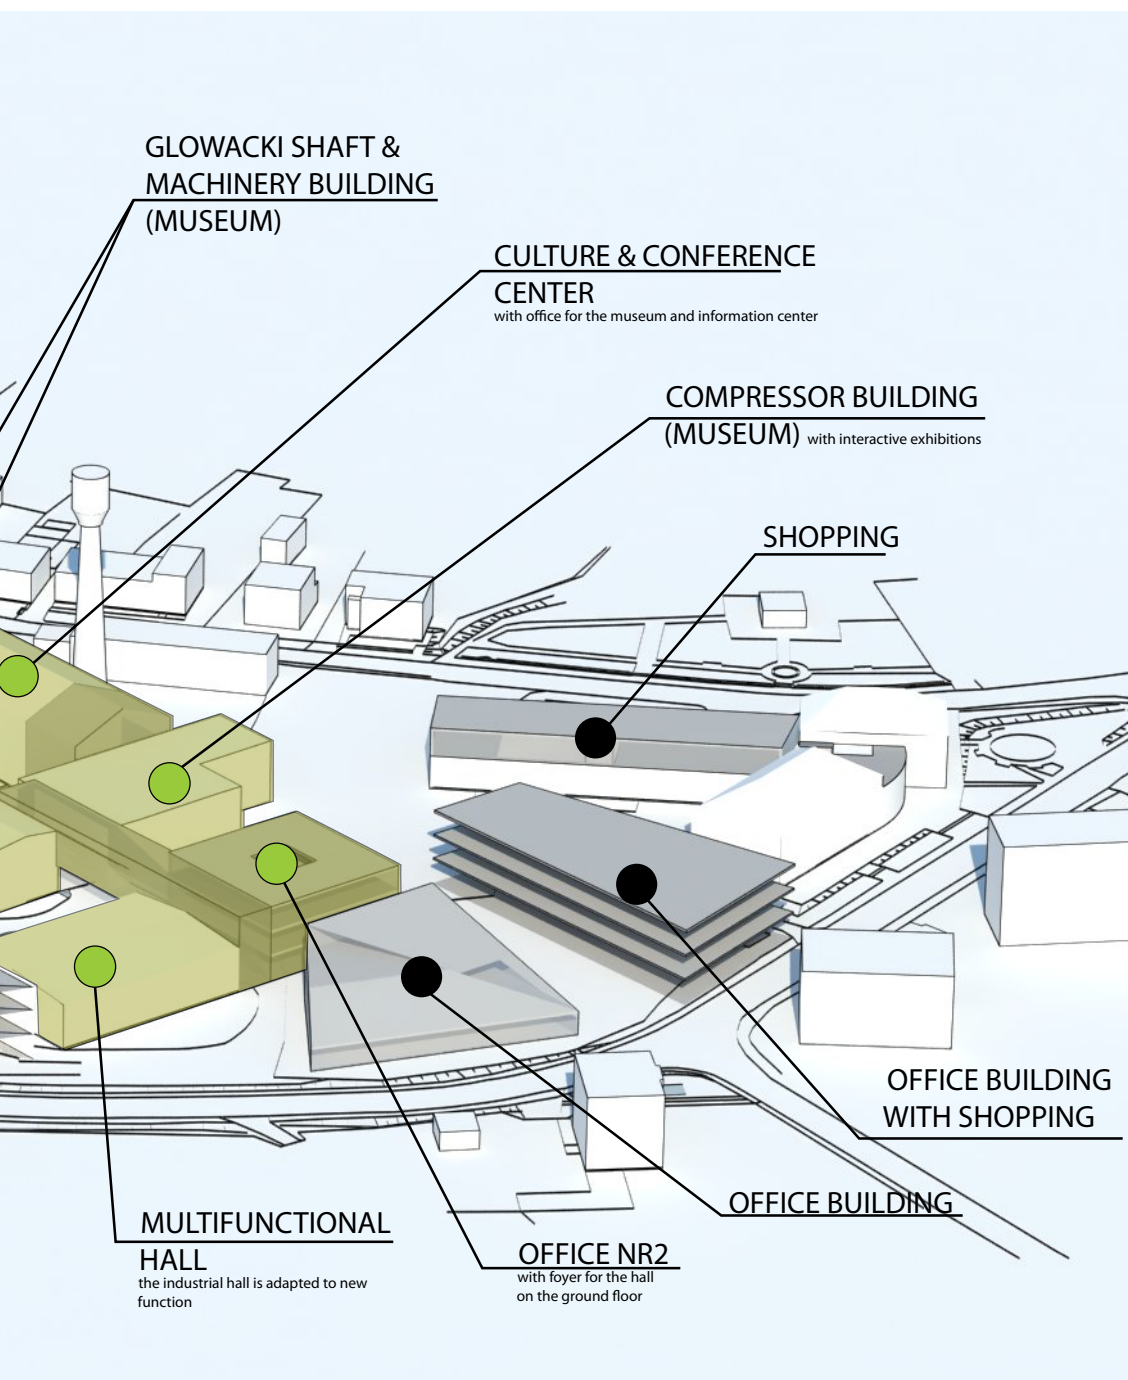 GLOWACKI SHAFT &
MACHINERY BUILDING
(MUSEUM)
CULTURE & CONFERENCE
CENTER
with office for the museum and information center
COMPRESSOR BUILDING
(MUSEUM) with interactive exhibitions
SHOPPING
OFFICE BUILDING
WITH SHOPPING
OFFICE BUILDING
MULTIFUNCTIONAL
HALL
the industrial hall is adapted to new
function
OFFICE NR2
with foyer for the hall
on the ground floor